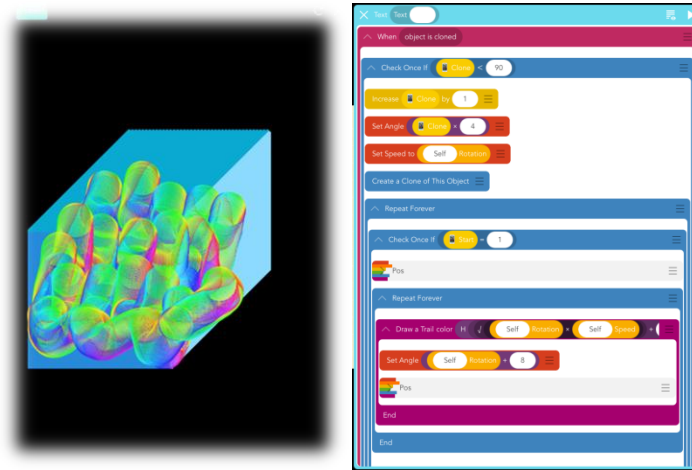 Text Text
When object is cloned
Check Once If Clone < 90
Increase Clone by 1
Set Angle Clone × 4
Set Speed to Self Rotation
Create a Clone of This Object
Repeat Forever
Check Once If Start = 1
Pos
Repeat Forever
Draw a Trail color H √ Self Rotation × Self Speed ÷
Set Angle Self Rotation + 8
Pos
End
End